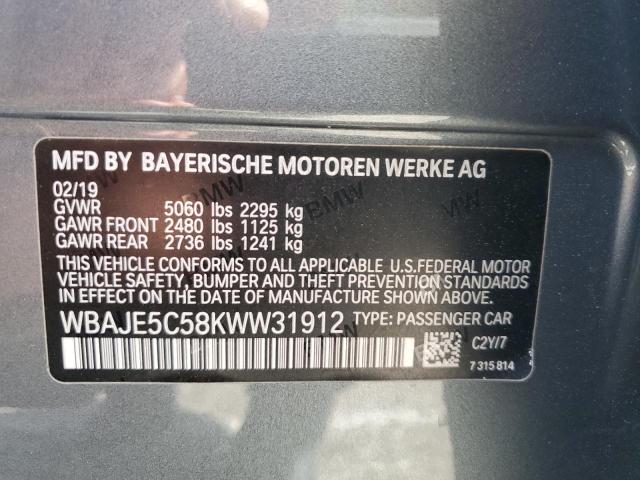 MFD BY BAYERISCHE MOTOREN WERKE AG
02/19
GVWR 5060 lbs 2295 kg
GAWR FRONT 2480 lbs 1125 kg
GAWR REAR 2736 lbs 1241 kg
THIS VEHICLE CONFORMS TO ALL APPLICABLE U.S.FEDERAL MOTOR
VEHICLE SAFETY, BUMPER AND THEFT PREVENTION STANDARDS
IN EFFECT ON THE DATE OF MANUFACTURE SHOWN ABOVE.
WBAJE5C58KWW31912 TYPE: PASSENGER CAR
C2Y/7
7315814